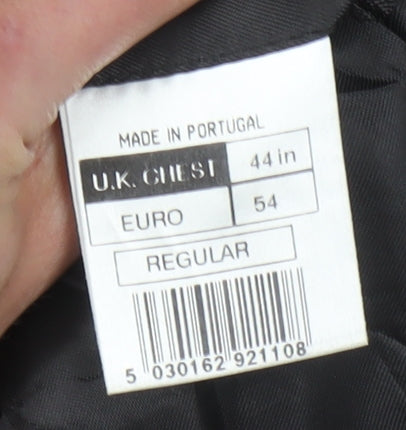 MADE IN PORTUGAL
U.K. CHEST 44 in
EURO 54
REGULAR
5 030162 921108